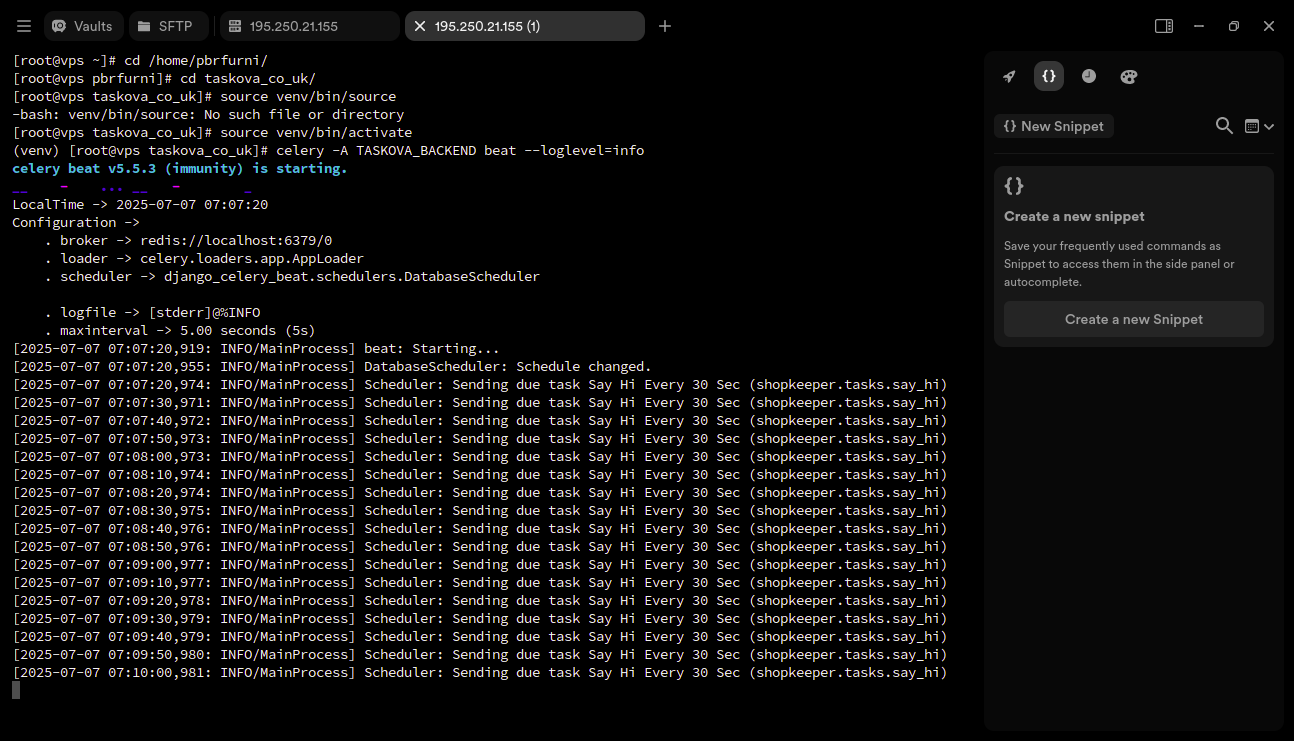 Vaults
SFTP
195.250.21.155
195.250.21.155 (1)
[root@vps ~]# cd /home/pbrfurni/
[root@vps pbrfurni]# cd taskova_co_uk/
[root@vps taskova_co_uk]# source venv/bin/source
-bash: venv/bin/source: No such file or directory
[root@vps taskova_co_uk]# source venv/bin/activate
(venv) [root@vps taskova_co_uk]# celery -A TASKOVA_BACKEND beat --loglevel=info
celery beat v5.5.3 (immunity) is starting.
__    -    ... __   -        _
LocalTime -> 2025-07-07 07:07:20
Configuration ->
    . broker -> redis://localhost:6379/0
    . loader -> celery.loaders.app.AppLoader
    . scheduler -> django_celery_beat.schedulers.DatabaseScheduler
    . logfile -> [stderr]@%INFO
    . maxinterval -> 5.00 seconds (5s)
[2025-07-07 07:07:20,919: INFO/MainProcess] beat: Starting...
[2025-07-07 07:07:20,955: INFO/MainProcess] DatabaseScheduler: Schedule changed.
[2025-07-07 07:07:20,974: INFO/MainProcess] Scheduler: Sending due task Say Hi Every 30 Sec (shopkeeper.tasks.say_hi)
[2025-07-07 07:07:30,971: INFO/MainProcess] Scheduler: Sending due task Say Hi Every 30 Sec (shopkeeper.tasks.say_hi)
[2025-07-07 07:07:40,972: INFO/MainProcess] Scheduler: Sending due task Say Hi Every 30 Sec (shopkeeper.tasks.say_hi)
[2025-07-07 07:07:50,973: INFO/MainProcess] Scheduler: Sending due task Say Hi Every 30 Sec (shopkeeper.tasks.say_hi)
[2025-07-07 07:08:00,973: INFO/MainProcess] Scheduler: Sending due task Say Hi Every 30 Sec (shopkeeper.tasks.say_hi)
[2025-07-07 07:08:10,974: INFO/MainProcess] Scheduler: Sending due task Say Hi Every 30 Sec (shopkeeper.tasks.say_hi)
[2025-07-07 07:08:20,974: INFO/MainProcess] Scheduler: Sending due task Say Hi Every 30 Sec (shopkeeper.tasks.say_hi)
[2025-07-07 07:08:30,975: INFO/MainProcess] Scheduler: Sending due task Say Hi Every 30 Sec (shopkeeper.tasks.say_hi)
[2025-07-07 07:08:40,976: INFO/MainProcess] Scheduler: Sending due task Say Hi Every 30 Sec (shopkeeper.tasks.say_hi)
[2025-07-07 07:08:50,976: INFO/MainProcess] Scheduler: Sending due task Say Hi Every 30 Sec (shopkeeper.tasks.say_hi)
[2025-07-07 07:09:00,977: INFO/MainProcess] Scheduler: Sending due task Say Hi Every 30 Sec (shopkeeper.tasks.say_hi)
[2025-07-07 07:09:10,977: INFO/MainProcess] Scheduler: Sending due task Say Hi Every 30 Sec (shopkeeper.tasks.say_hi)
[2025-07-07 07:09:20,978: INFO/MainProcess] Scheduler: Sending due task Say Hi Every 30 Sec (shopkeeper.tasks.say_hi)
[2025-07-07 07:09:30,979: INFO/MainProcess] Scheduler: Sending due task Say Hi Every 30 Sec (shopkeeper.tasks.say_hi)
[2025-07-07 07:09:40,979: INFO/MainProcess] Scheduler: Sending due task Say Hi Every 30 Sec (shopkeeper.tasks.say_hi)
[2025-07-07 07:09:50,980: INFO/MainProcess] Scheduler: Sending due task Say Hi Every 30 Sec (shopkeeper.tasks.say_hi)
[2025-07-07 07:10:00,981: INFO/MainProcess] Scheduler: Sending due task Say Hi Every 30 Sec (shopkeeper.tasks.say_hi)
{}
{} New Snippet
{}
Create a new snippet
Save your frequently used commands as
Snippet to access them in the side panel or
autocomplete.
Create a new Snippet